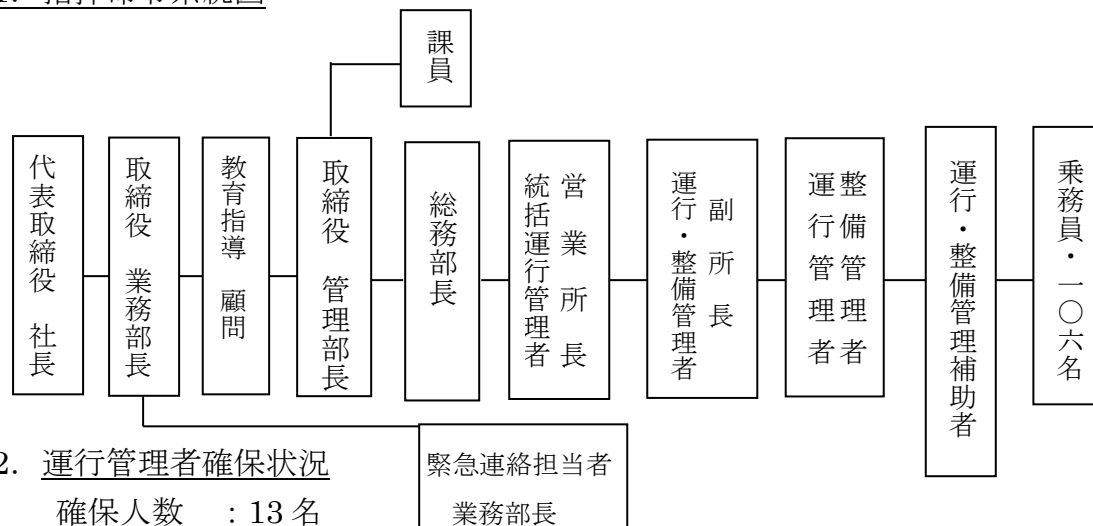 1. 指揮命令系統図
課員
代表取締役 社長
取締役 業務部長
教育指導 顧問
取締役 管理部長
総務部長
営業所長
統括運行管理者
副所長
運行・整備管理者
整備管理者
運行管理者
運行・整備管理補助者
乗務員・一〇六名
緊急連絡担当者
業務部長
2. 運行管理者確保状況
確保人数 : 13名